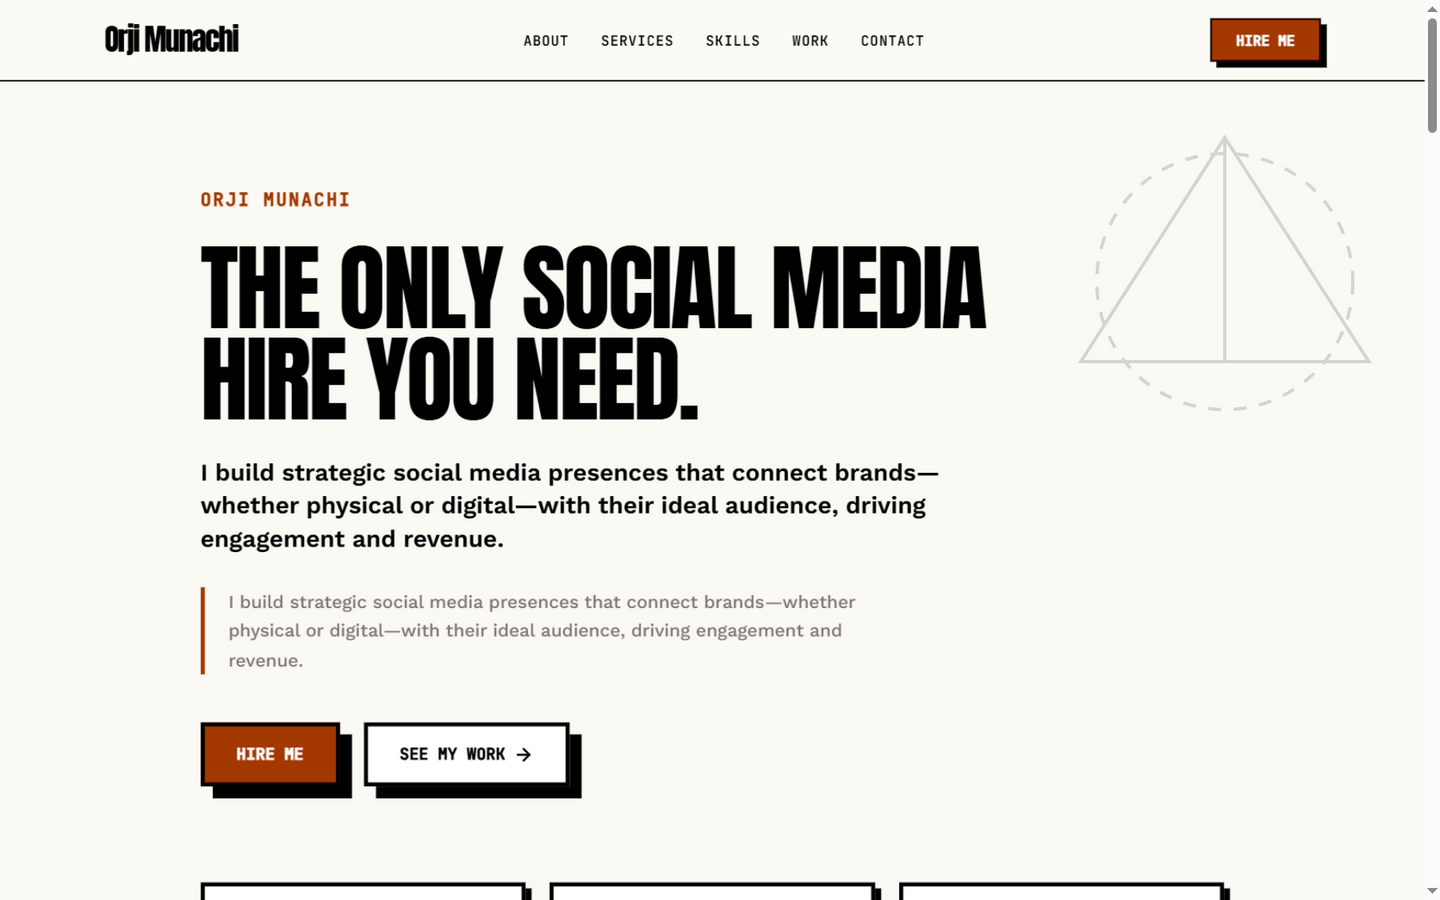 Orji Munachi
ABOUT
SERVICES
SKILLS
WORK
CONTACT
HIRE ME
ORJI MUNACHI
THE ONLY SOCIAL MEDIA
HIRE YOU NEED.
I build strategic social media presences that connect brands—
whether physical or digital—with their ideal audience, driving
engagement and revenue.
I build strategic social media presences that connect brands—whether
physical or digital—with their ideal audience, driving engagement and
revenue.
HIRE ME
SEE MY WORK →